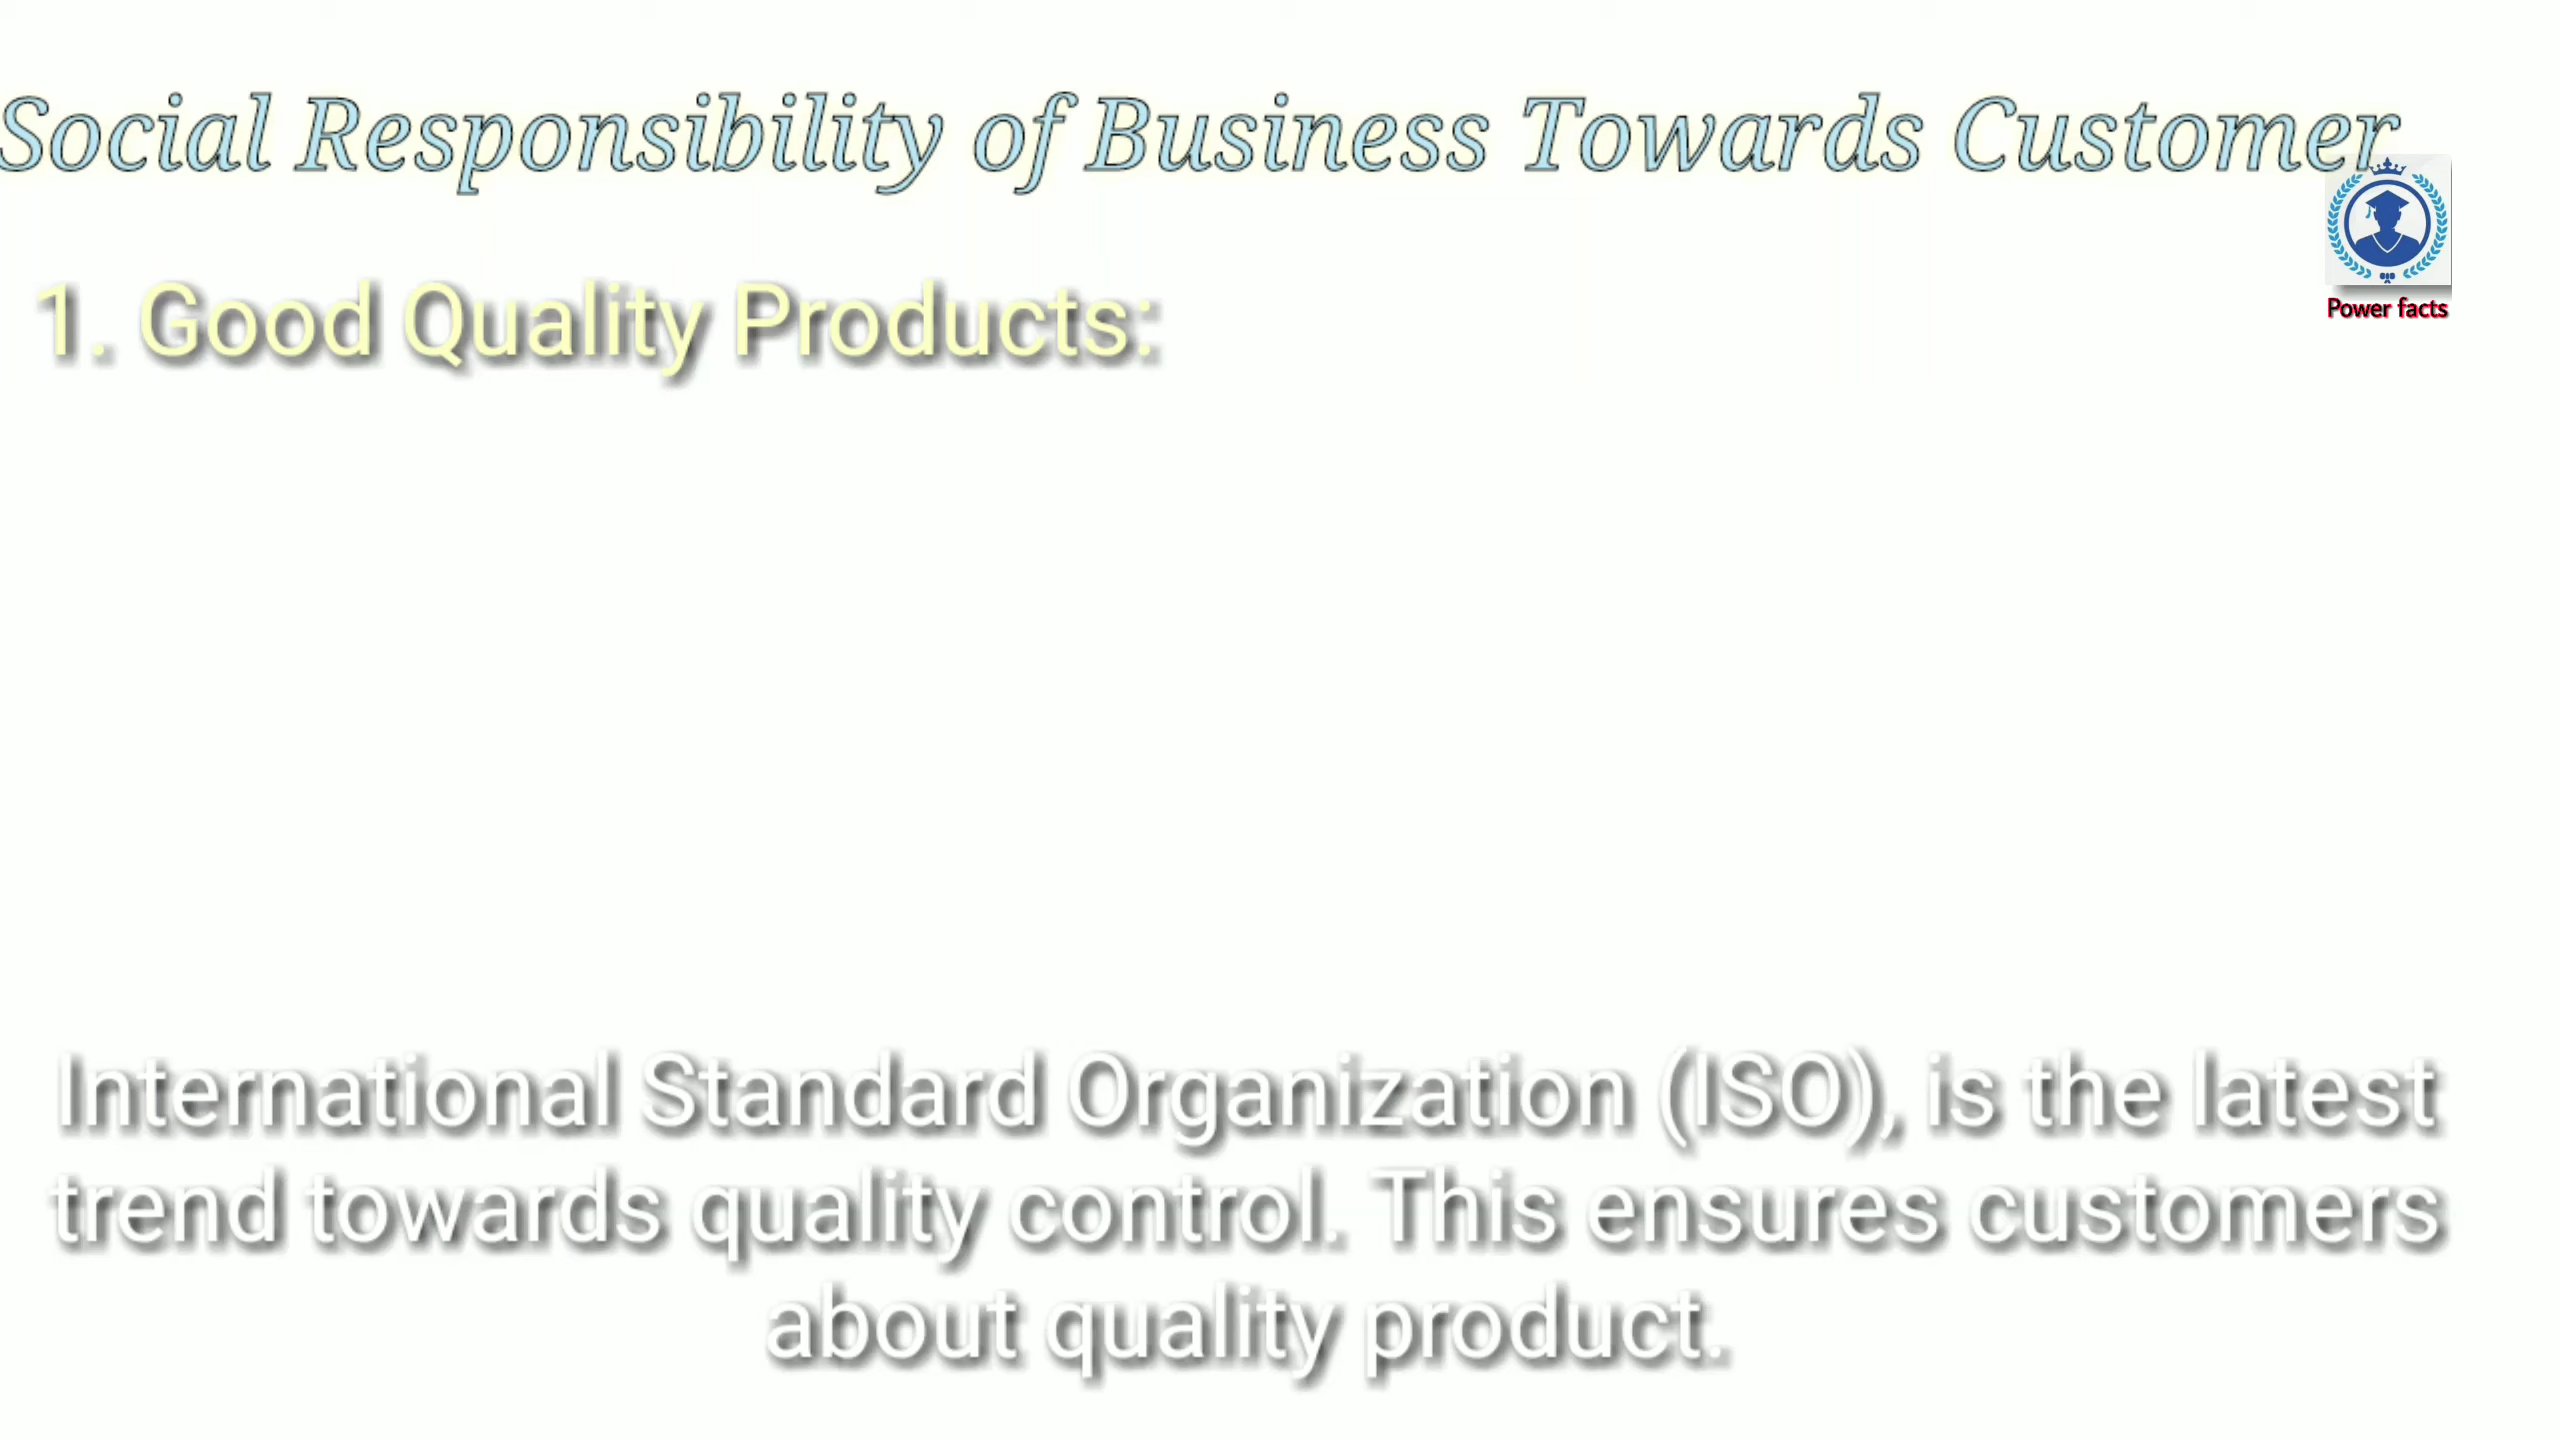 Social Responsibility of Business Towards Customer
Power facts
1. Good Quality Products:
International Standard Organization (ISO), is the latest
trend towards quality control. This ensures customers
about quality product.